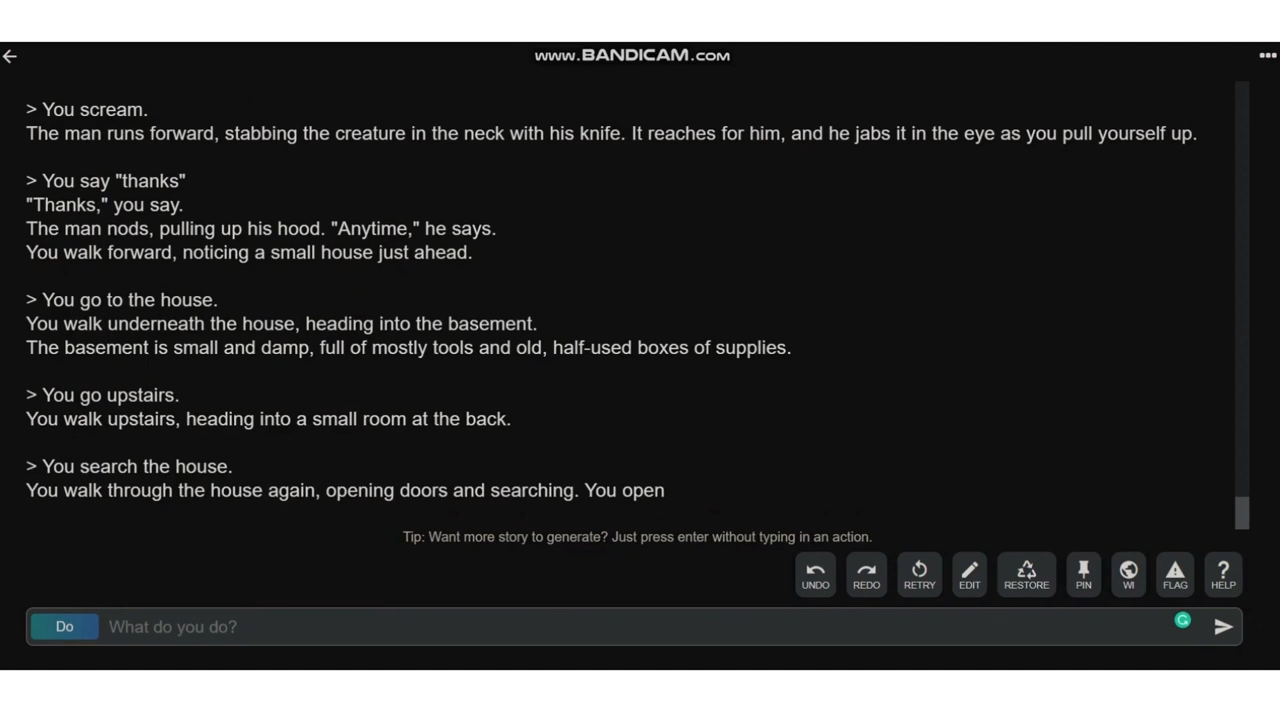 www.BANDICAM.com
> You scream.
The man runs forward, stabbing the creature in the neck with his knife. It reaches for him, and he jabs it in the eye as you pull yourself up.
> You say "thanks"
"Thanks," you say.
The man nods, pulling up his hood. "Anytime," he says.
You walk forward, noticing a small house just ahead.
> You go to the house.
You walk underneath the house, heading into the basement.
The basement is small and damp, full of mostly tools and old, half-used boxes of supplies.
> You go upstairs.
You walk upstairs, heading into a small room at the back.
> You search the house.
You walk through the house again, opening doors and searching. You open
Tip: Want more story to generate? Just press enter without typing in an action.
UNDO REDO RETRY EDIT RESTORE PIN WI FLAG HELP
Do What do you do?